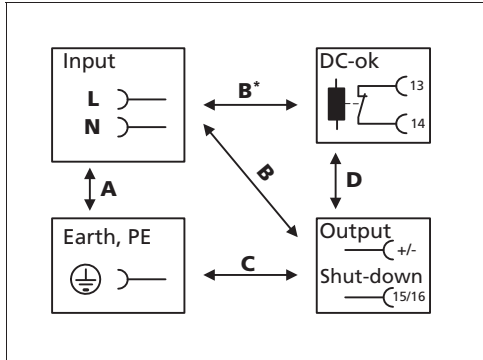 Input
L
N
DC-ok
13
14
B*
A
B
D
Earth, PE
C
Output
+/-
Shut-down
15/16